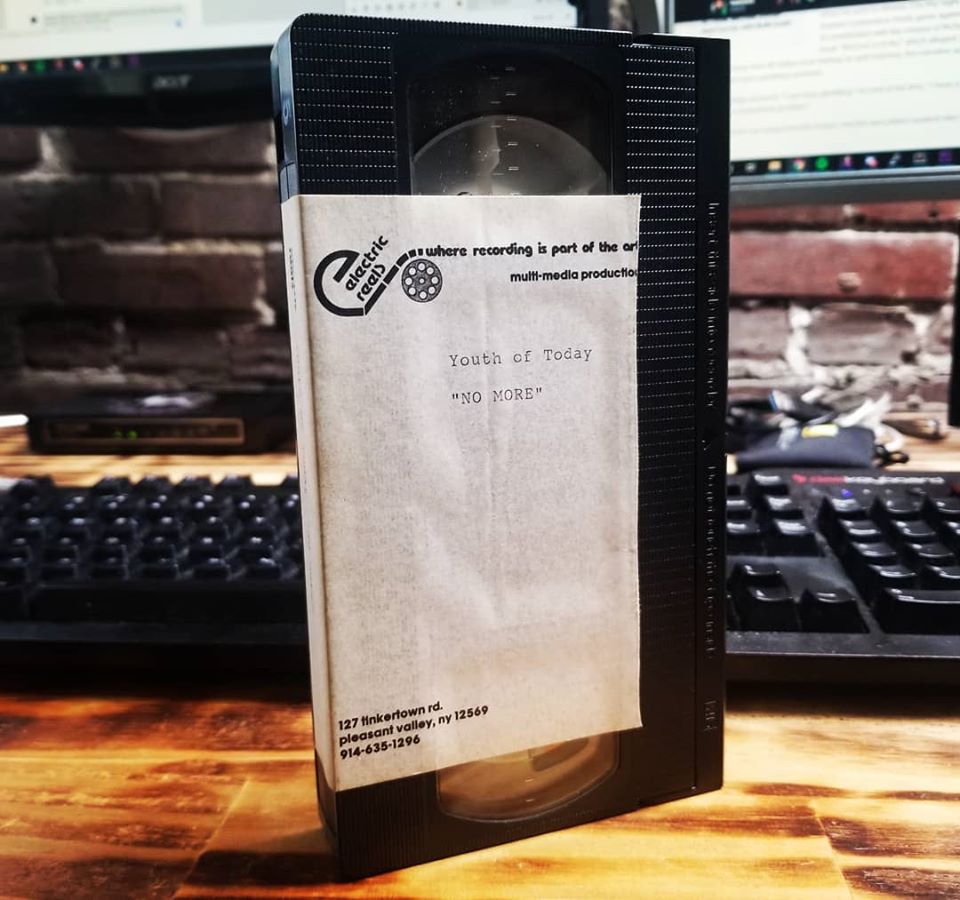 acer
electric
reels
where recording is part of the art
multi-media production
Youth of Today
"NO MORE"
127 tinkertown rd.
pleasant valley, ny 12569
914-635-1296